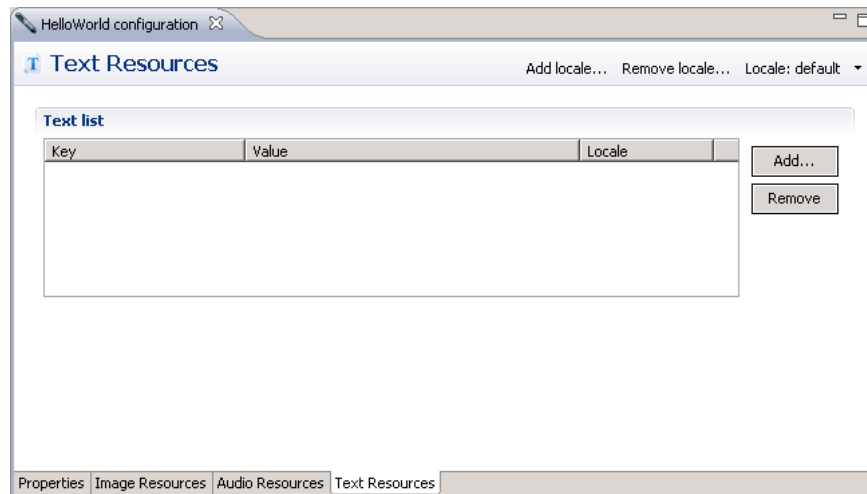 HelloWorld configuration
Text Resources
Add locale... Remove locale... Locale: default
Text list
Key Value Locale
Add...
Remove
Properties Image Resources Audio Resources Text Resources